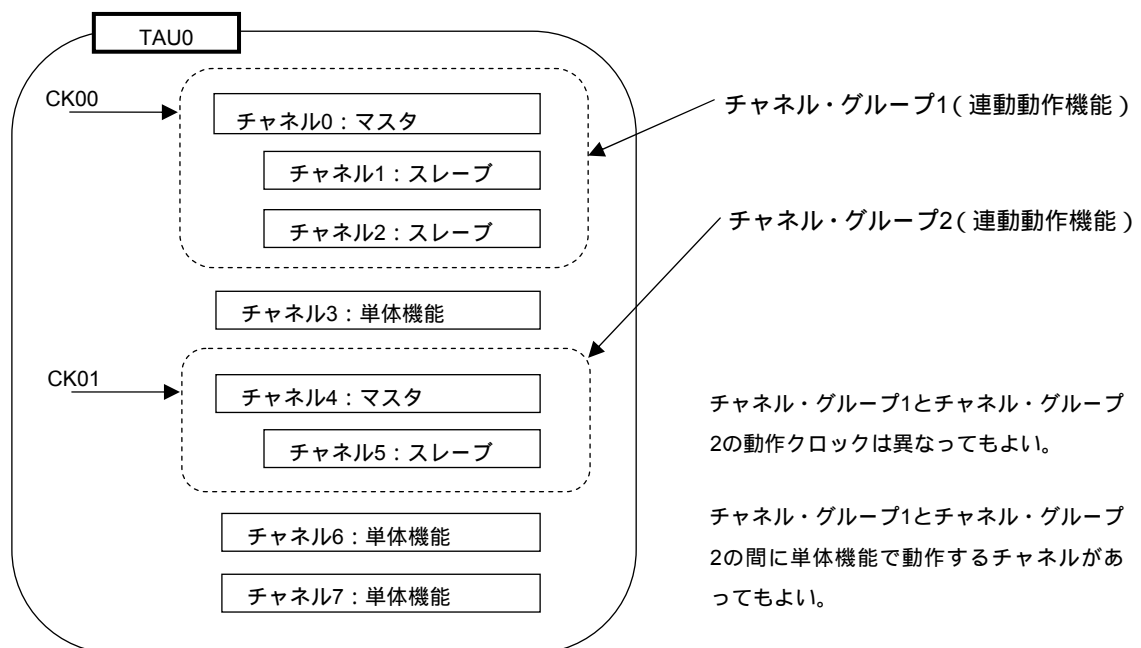 TAU0
CK00
チャネル0：マスタ
チャネル1：スレーブ
チャネル2：スレーブ
チャネル・グループ1（連動動作機能）
チャネル・グループ2（連動動作機能）
チャネル3：単体機能
CK01
チャネル4：マスタ
チャネル5：スレーブ
チャネル6：単体機能
チャネル7：単体機能
チャネル・グループ1とチャネル・グループ
2の動作クロックは異なってもよい。
チャネル・グループ1とチャネル・グループ
2の間に単体機能で動作するチャネルがあ
ってもよい。